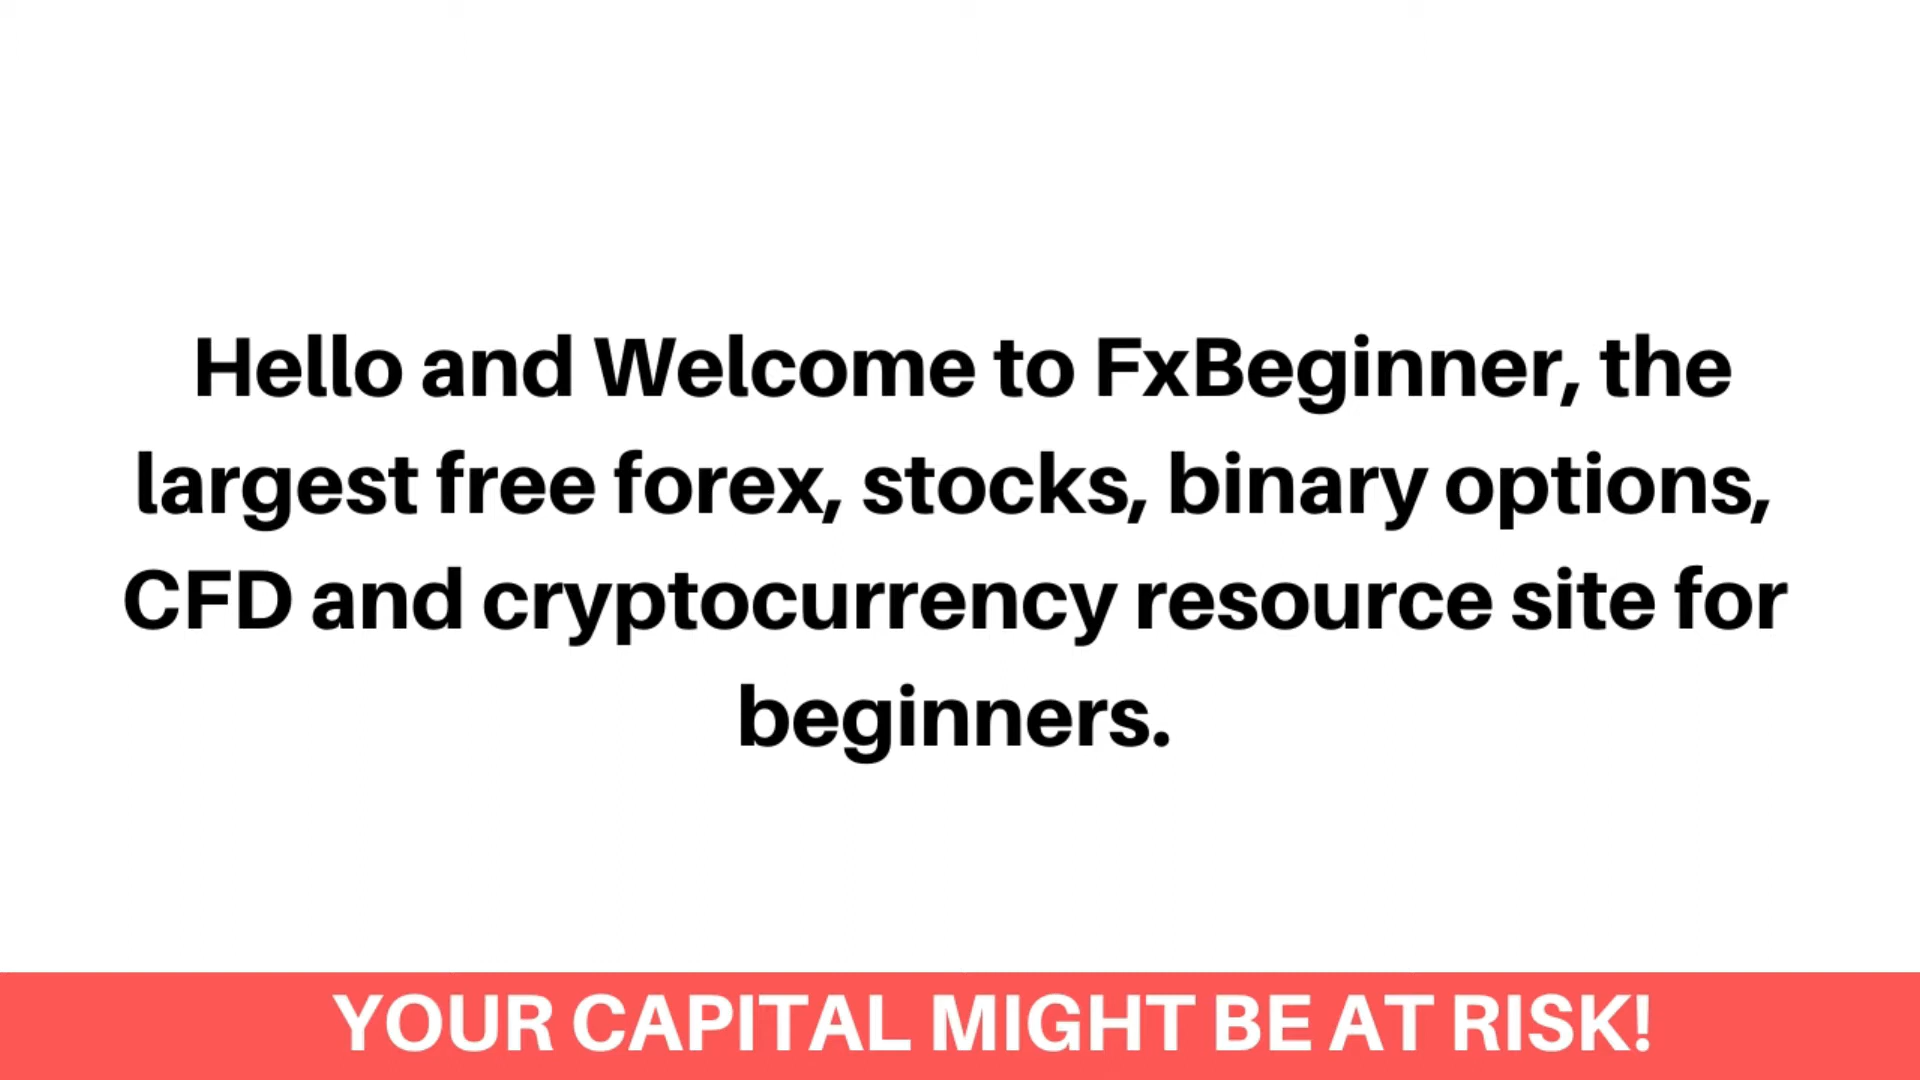 Hello and Welcome to FxBeginner, the
largest free forex, stocks, binary options,
CFD and cryptocurrency resource site for
beginners.
YOUR CAPITAL MIGHT BE AT RISK!